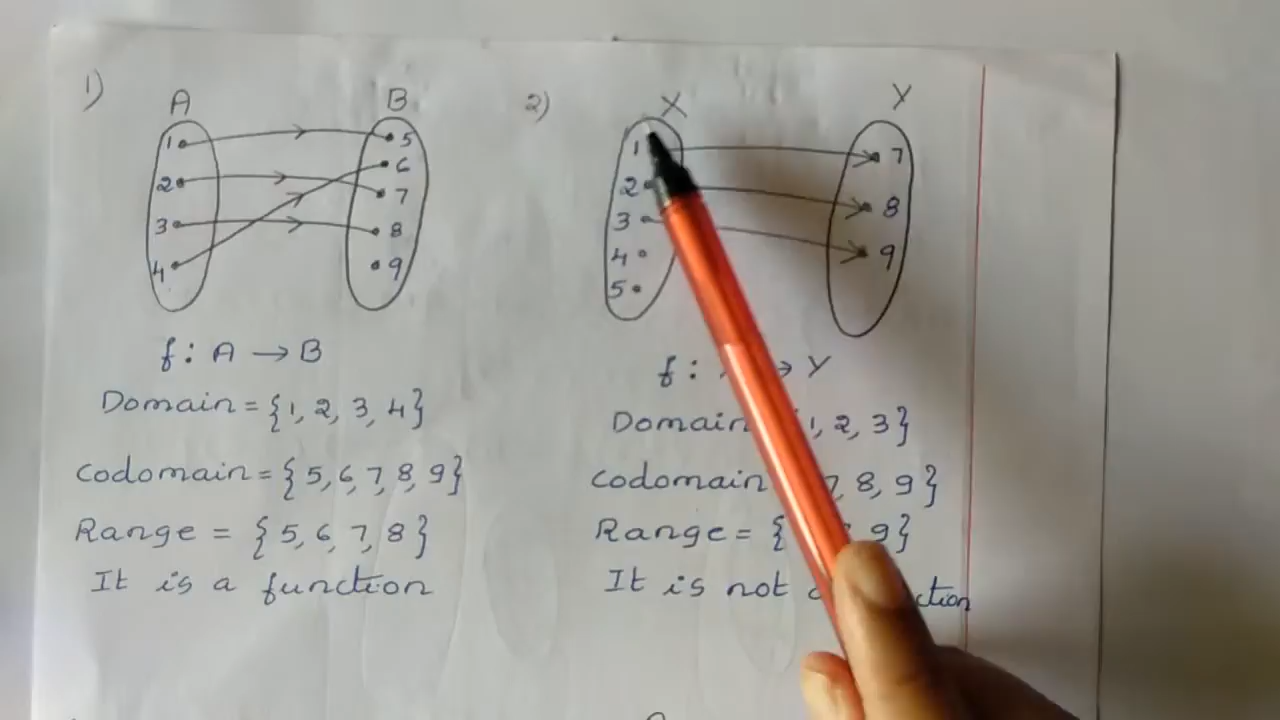 1)
A B
1 5
2 6
3 7
4 8
9
f : A → B
Domain = {1, 2, 3, 4}
Codomain = {5, 6, 7, 8, 9}
Range = {5, 6, 7, 8}
It is a function
2)
X Y
1 7
2 8
3 9
4
5
f : → Y
Domain 1, 2, 3}
Codomain 7, 8, 9}
Range = { 9}
It is not